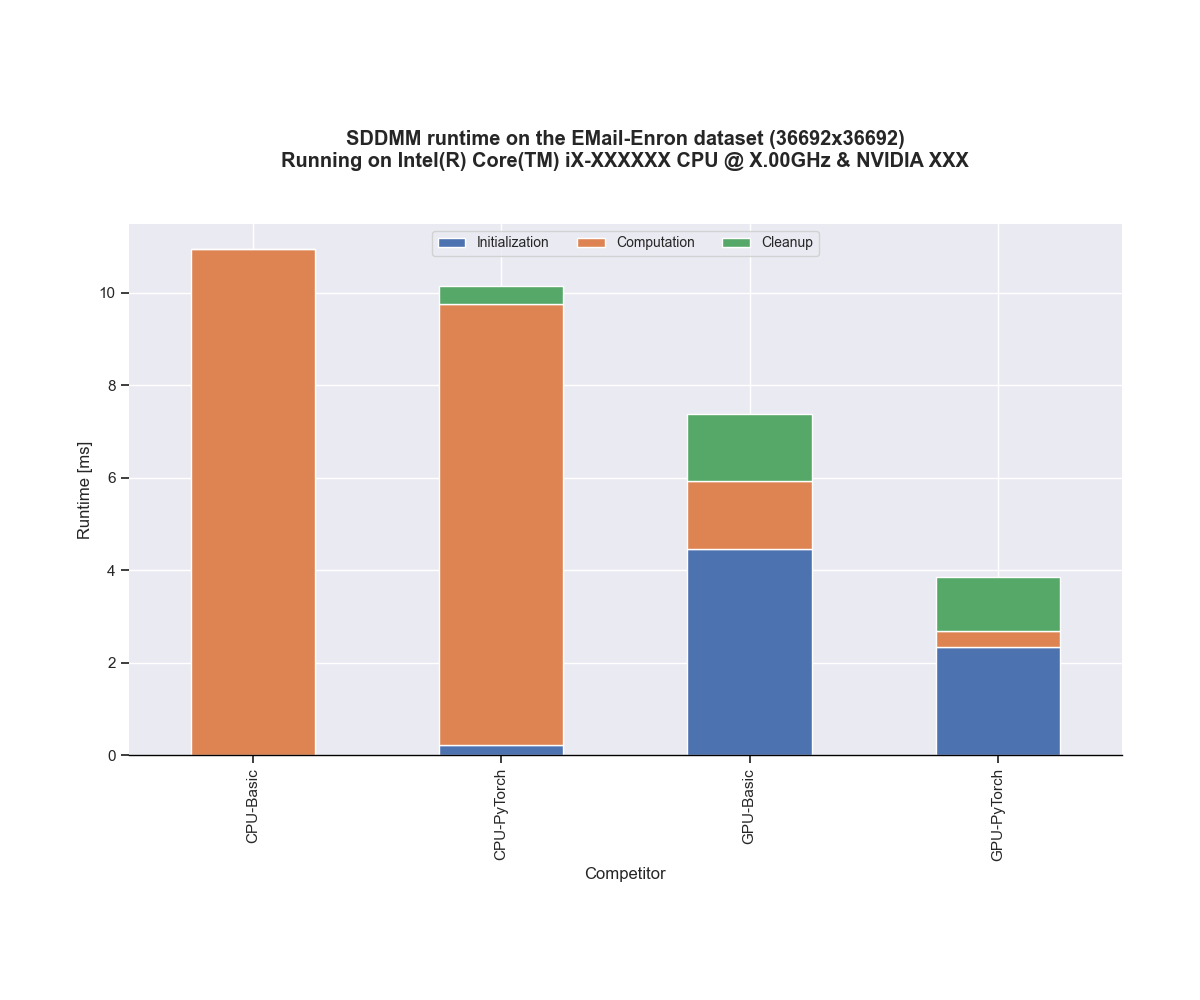 SDDMM runtime on the EMail-Enron dataset (36692x36692)
Running on Intel(R) Core(TM) iX-XXXXXX CPU @ X.00GHz & NVIDIA XXX
Initialization Computation Cleanup
Runtime [ms]
10
8
6
4
2
0
CPU-Basic
CPU-PyTorch
GPU-Basic
GPU-PyTorch
Competitor